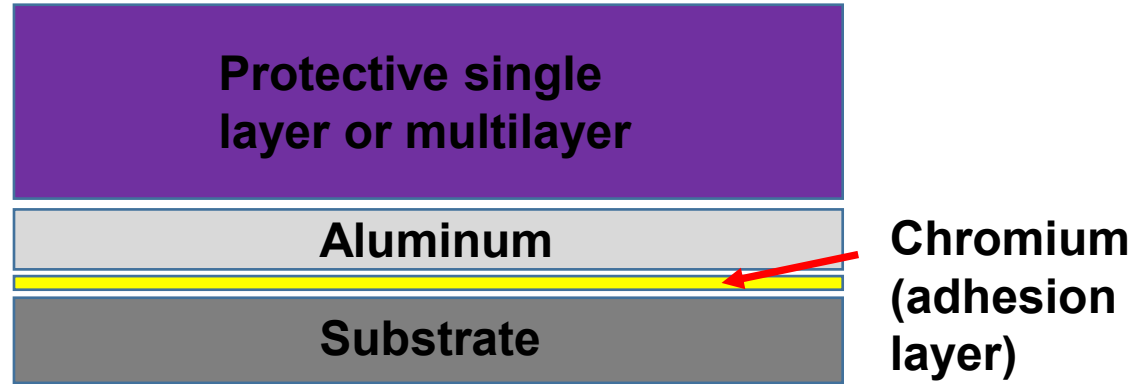 Protective single
layer or multilayer
Aluminum
Chromium
(adhesion
layer)
Substrate